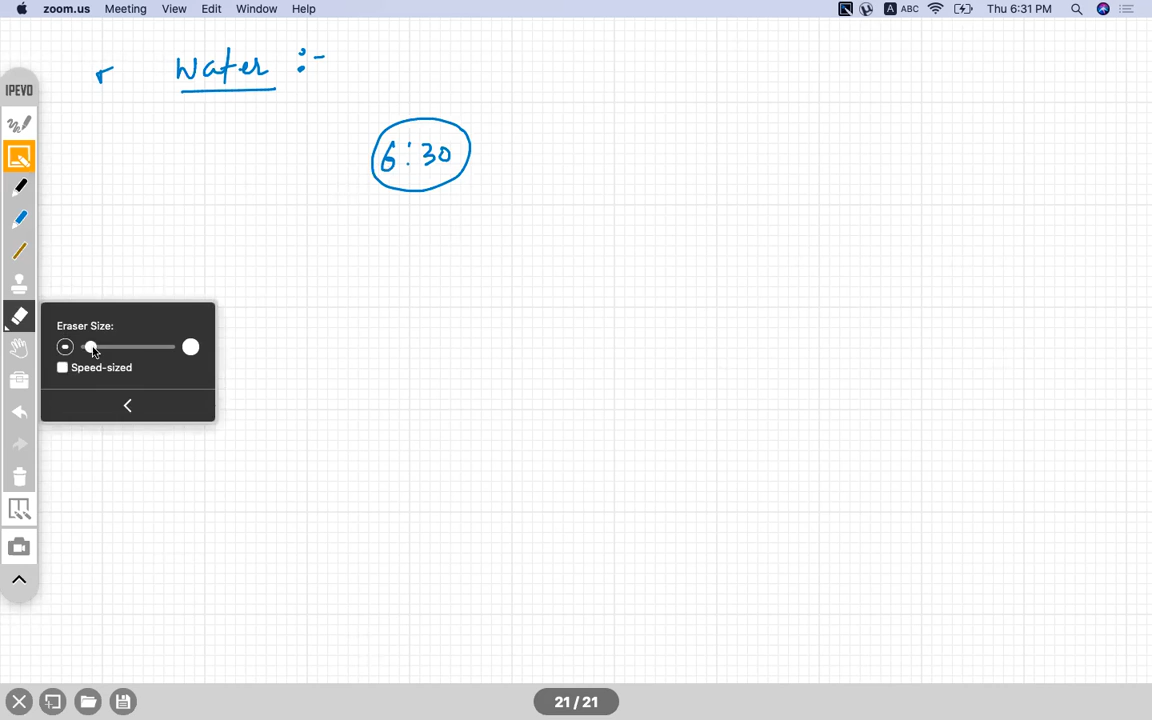 zoom.us Meeting View Edit Window Help A ABC Thu 6:31 PM
Water :-
IPEVO
6:30
Eraser Size:
Speed-sized
21 / 21